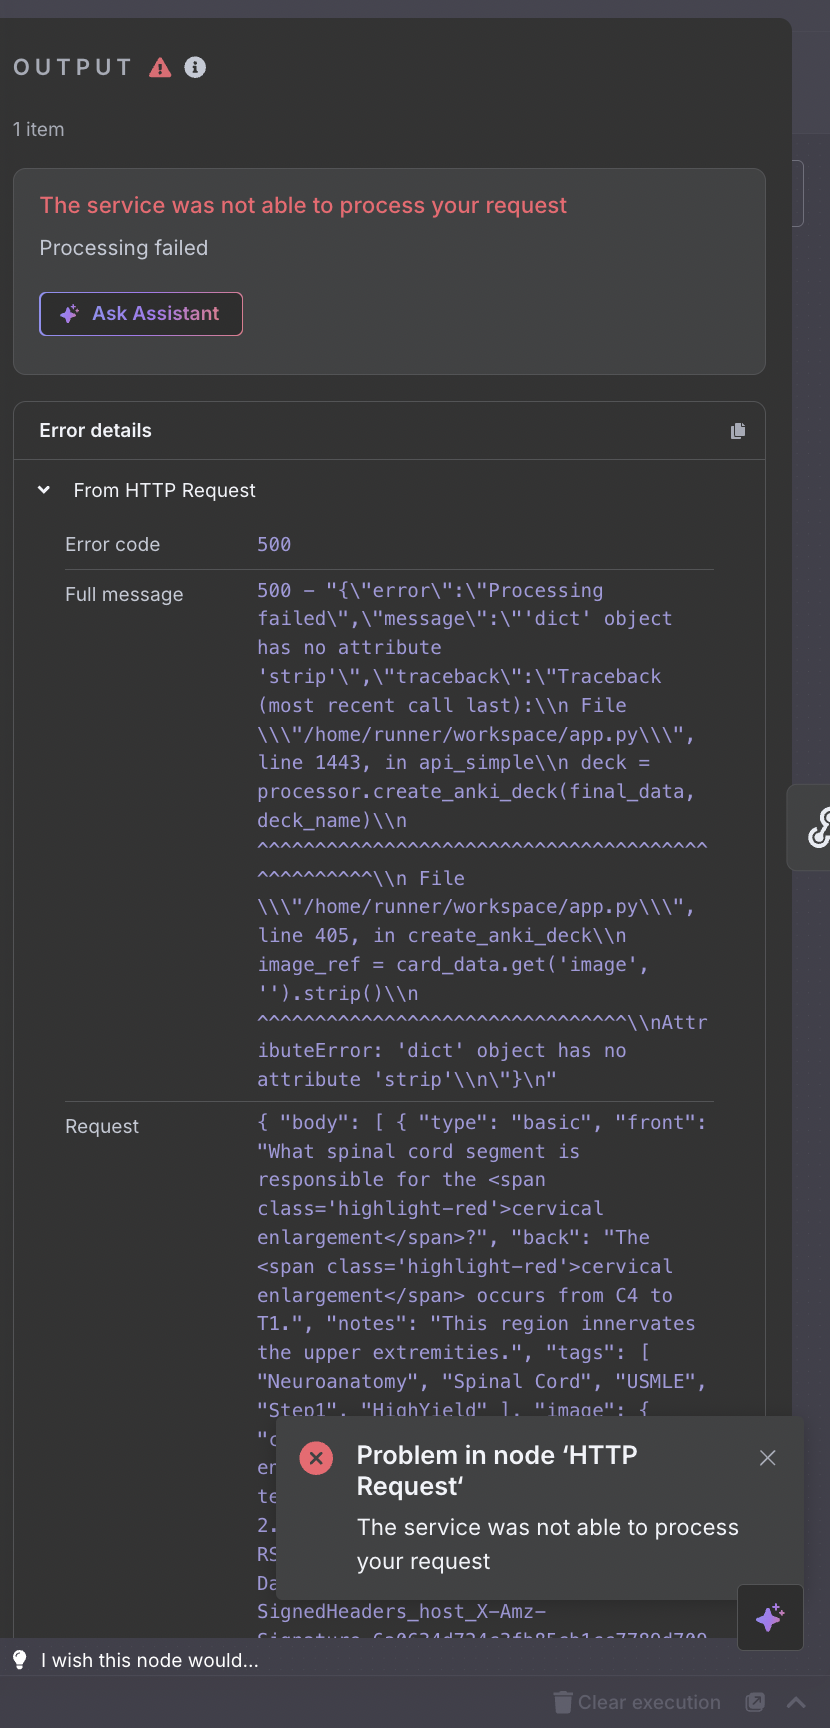 OUTPUT
1 item
The service was not able to process your request
Processing failed
Ask Assistant
Error details
From HTTP Request
Error code 500
Full message 500 - "{\"error\":\"Processing
failed\",\"message\":\"'dict' object
has no attribute
'strip'\",\"traceback\":\"Traceback
(most recent call last):\\n File
\\\"/home/runner/workspace/app.py\\\",
line 1443, in api_simple\\n deck =
processor.create_anki_deck(final_data,
deck_name)\\n
^^^^^^^^^^^^^^^^^^^^^^^^^^^^^^^^^^^^^^^
^^^^^^^^^^\\n File
\\\"/home/runner/workspace/app.py\\\",
line 405, in create_anki_deck\\n
image_ref = card_data.get('image',
'').strip()\\n
^^^^^^^^^^^^^^^^^^^^^^^^^^^^^^^^\\nAttr
ibuteError: 'dict' object has no
attribute 'strip'\\n\"}\n"
Request { "body": [ { "type": "basic", "front":
"What spinal cord segment is
responsible for the <span
class='highlight-red'>cervical
enlargement</span>?", "back": "The
<span class='highlight-red'>cervical
enlargement</span> occurs from C4 to
T1.", "notes": "This region innervates
the upper extremities.", "tags": [
"Neuroanatomy", "Spinal Cord", "USMLE",
"Step1", "HighYield" ], "image": {
"c
en
te
2.
RS
Da
SignedHeaders_host_X-Amz-
Problem in node ‘HTTP
Request‘
The service was not able to process
your request
I wish this node would...
Clear execution